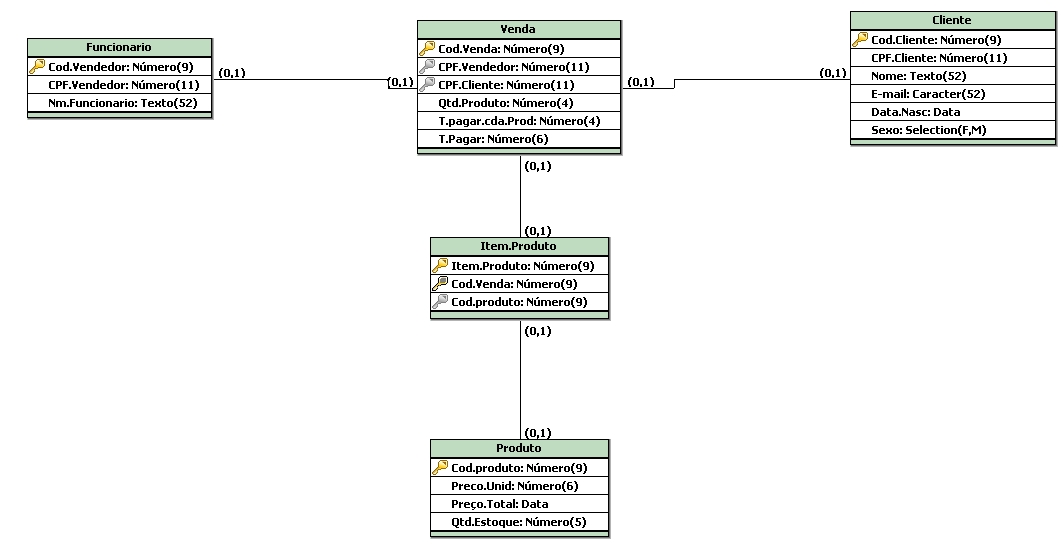 Funcionario
Cod.Vendedor: Número(9)
CPF.Vendedor: Número(11)
Nm.Funcionario: Texto(52)
(0,1)
(0,1)
Venda
Cod.Venda: Número(9)
CPF.Vendedor: Número(11)
CPF.Cliente: Número(11)
Qtd.Produto: Número(4)
T.pagar.cda.Prod: Número(4)
T.Pagar: Número(6)
(0,1)
(0,1)
Cliente
Cod.Cliente: Número(9)
CPF.Cliente: Número(11)
Nome: Texto(52)
E-mail: Caracter(52)
Data.Nasc: Data
Sexo: Selection(F,M)
(0,1)
(0,1)
Item.Produto
Item.Produto: Número(9)
Cod.Venda: Número(9)
Cod.produto: Número(9)
(0,1)
(0,1)
Produto
Cod.produto: Número(9)
Preco.Unid: Número(6)
Preço.Total: Data
Qtd.Estoque: Número(5)